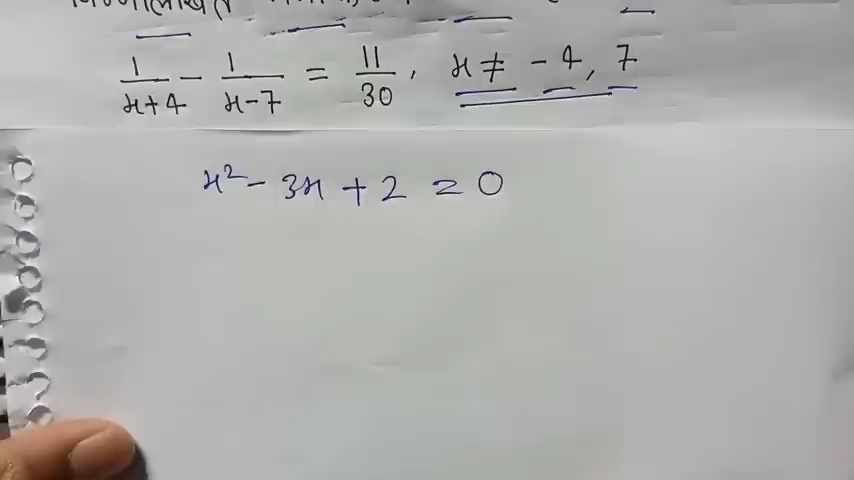 1/(x+4) - 1/(x-7) = 11/30, x ≠ -4, 7
x² - 3x + 2 = 0